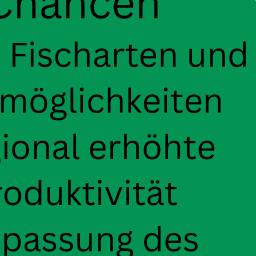 Chancen
Fischarten und
möglichkeiten
ional erhöhte
roduktivität
passung des